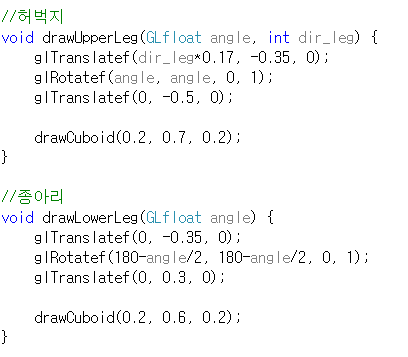 //허벅지
void drawUpperLeg(GLfloat angle, int dir_leg) {
    glTranslatef(dir_leg*0.17, -0.35, 0);
    glRotatef(angle, angle, 0, 1);
    glTranslatef(0, -0.5, 0);

    drawCuboid(0.2, 0.7, 0.2);
}

//종아리
void drawLowerLeg(GLfloat angle) {
    glTranslatef(0, -0.35, 0);
    glRotatef(180-angle/2, 180-angle/2, 0, 1);
    glTranslatef(0, 0.3, 0);

    drawCuboid(0.2, 0.6, 0.2);
}